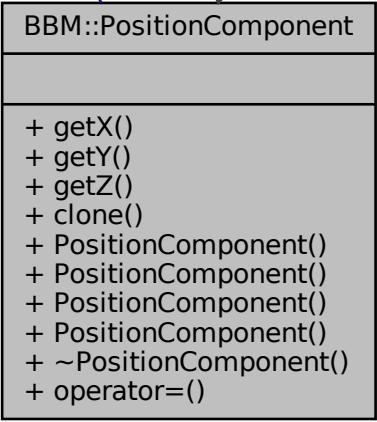 BBM::PositionComponent
+ getX()
+ getY()
+ getZ()
+ clone()
+ PositionComponent()
+ PositionComponent()
+ PositionComponent()
+ PositionComponent()
+ ~PositionComponent()
+ operator=()